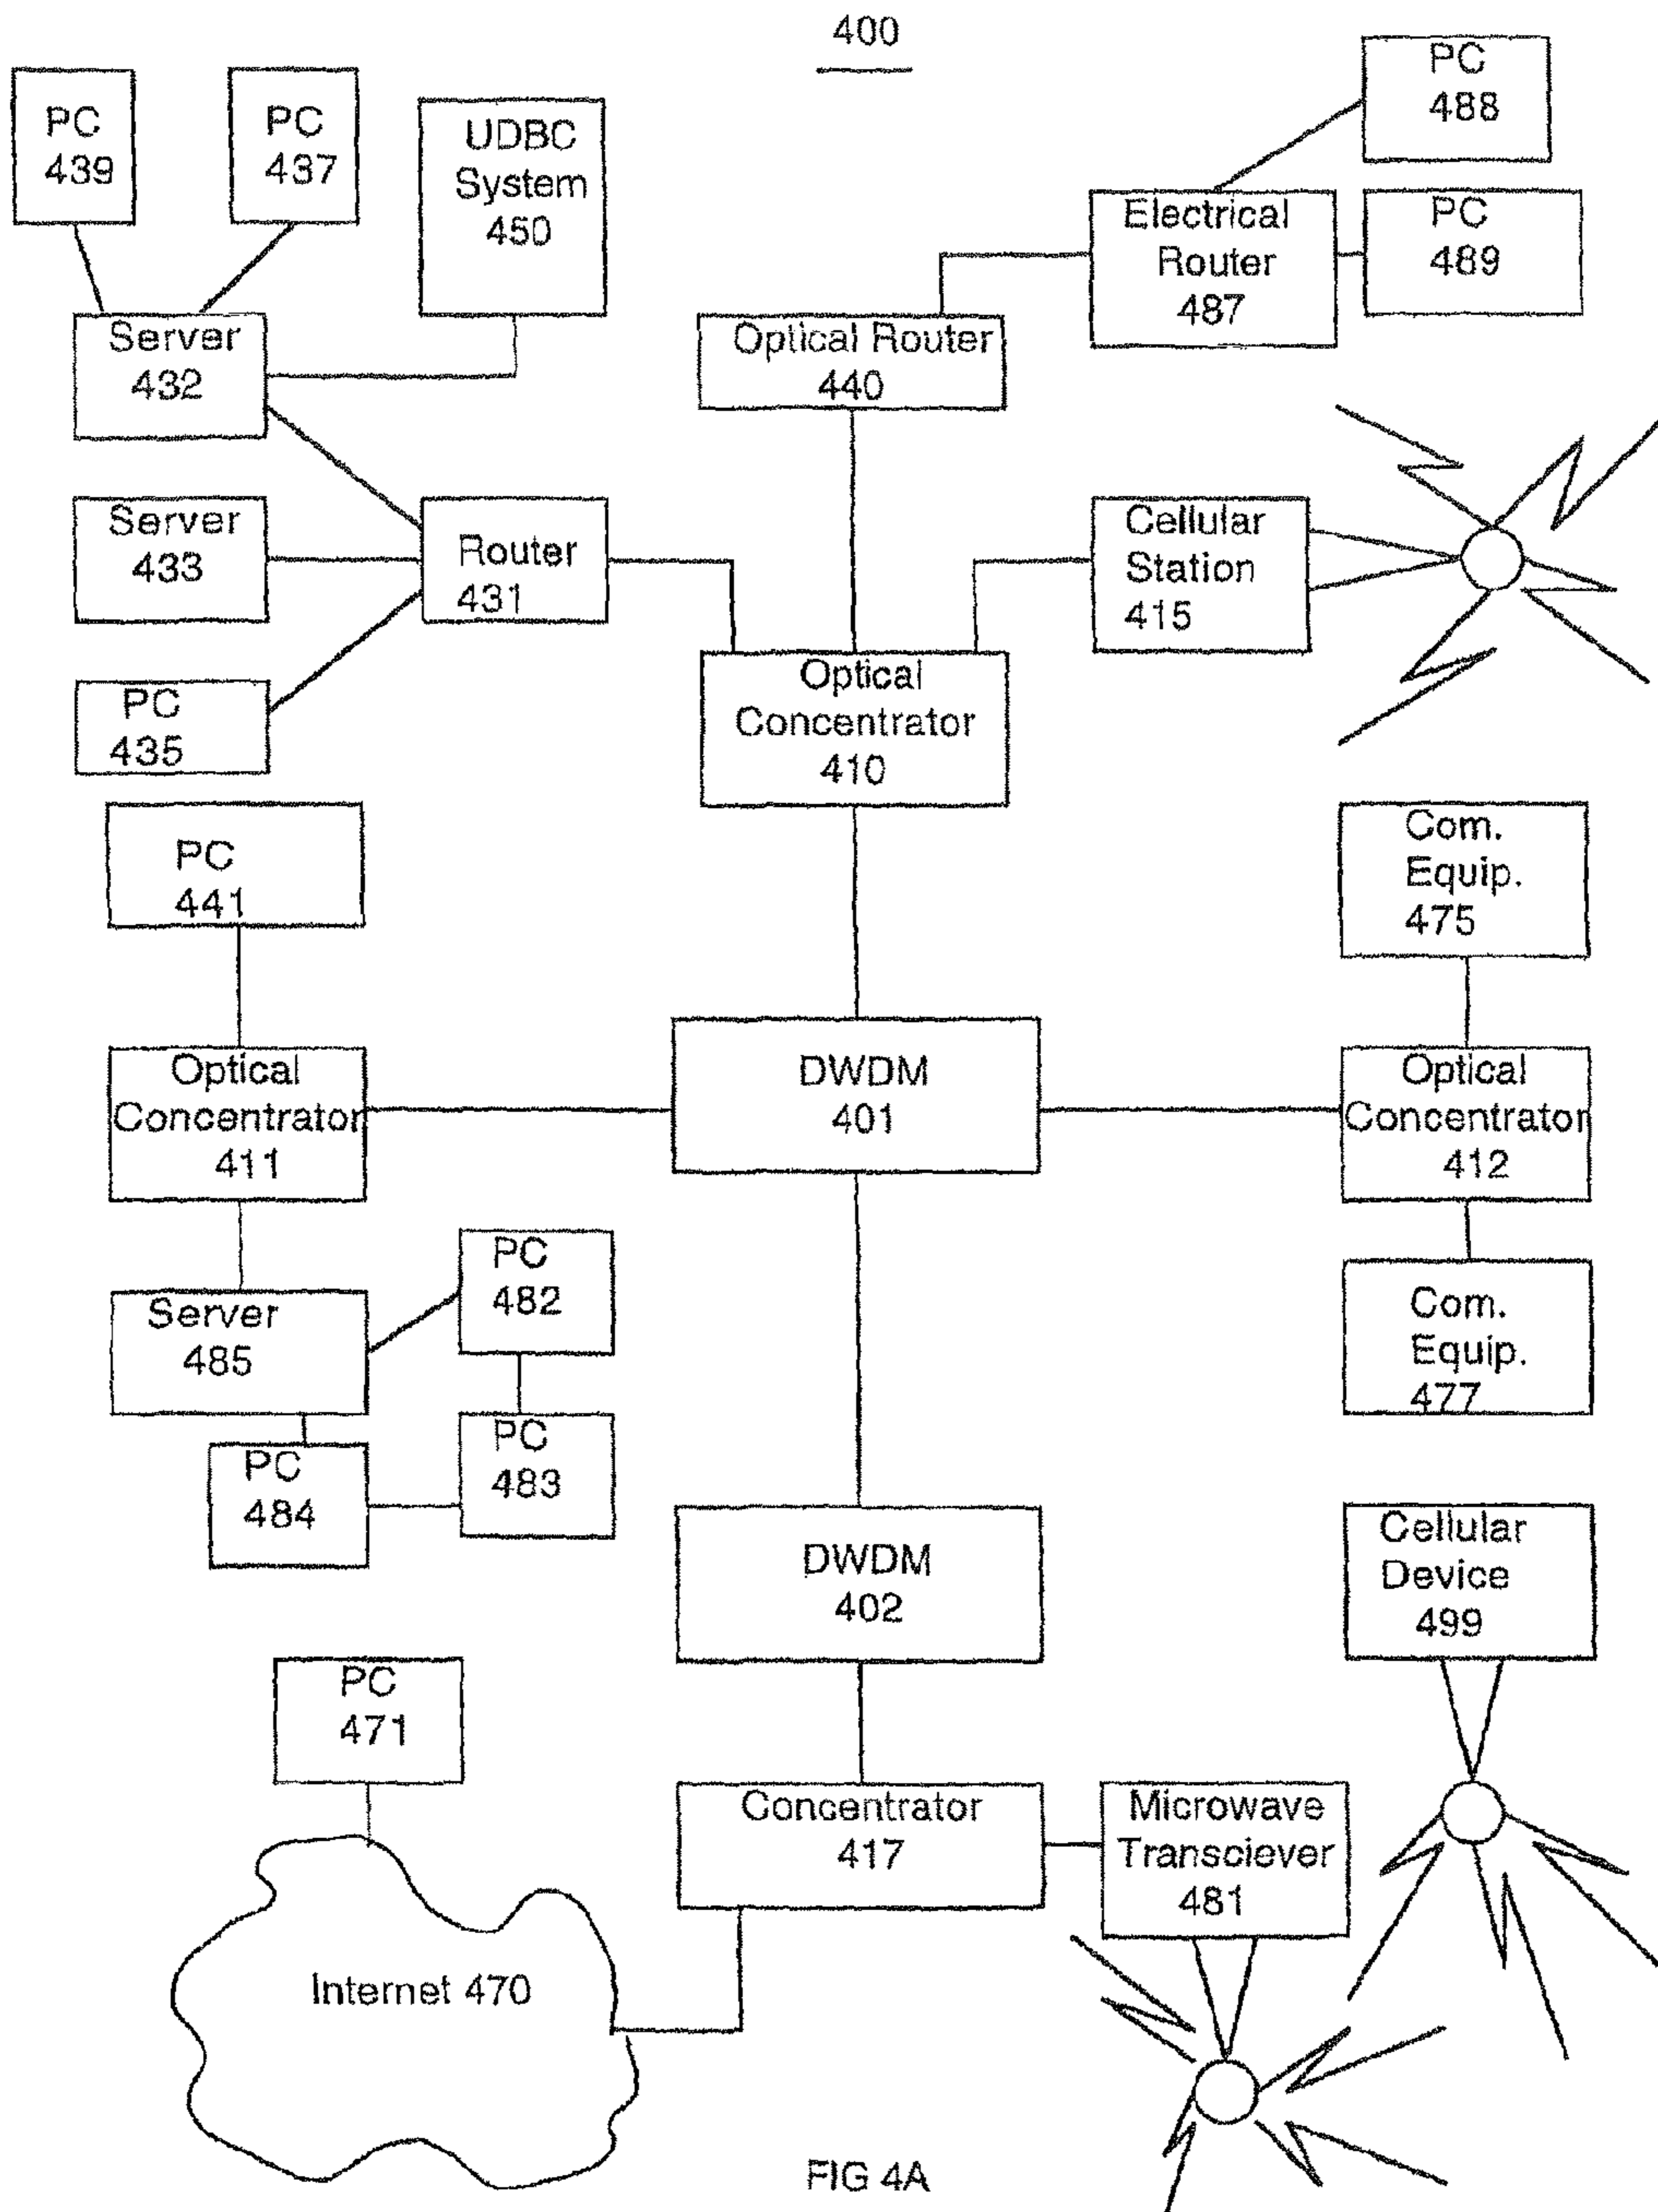 400
PC
439
PC
437
UDBC
System
450
PC
488
Electrical
Router
487
PC
489
Server
432
Optical Router
440
Server
433
Router
431
Cellular
Station
415
PC
435
Optical
Concentrator
410
PC
441
Com.
Equip.
475
Optical
Concentrator
411
DWDM
401
Optical
Concentrator
412
Server
485
PC
482
Com.
Equip.
477
PC
484
PC
483
DWDM
402
Cellular
Device
499
PC
471
Concentrator
417
Microwave
Transciever
481
Internet 470
FIG 4A